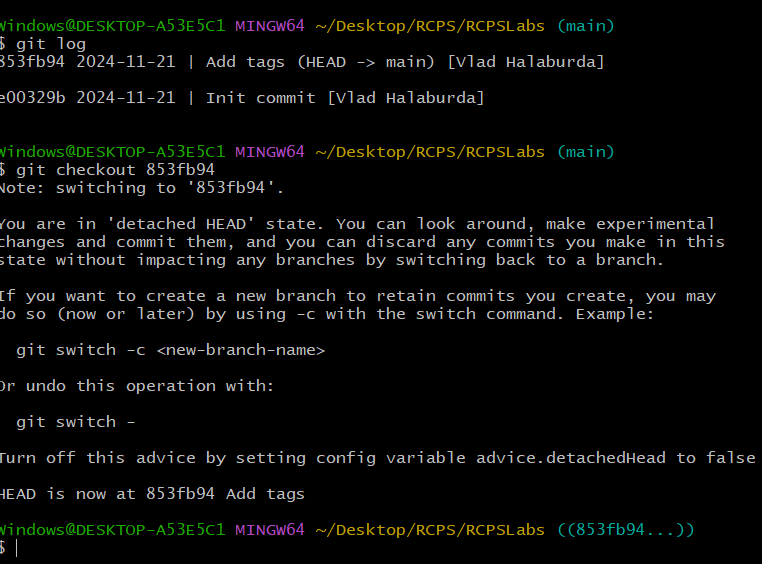 Windows@DESKTOP-A53E5C1 MINGW64 ~/Desktop/RCPS/RCPSLabs (main)
$ git log
853fb94 2024-11-21 | Add tags (HEAD -> main) [Vlad Halaburda]
e00329b 2024-11-21 | Init commit [Vlad Halaburda]
Windows@DESKTOP-A53E5C1 MINGW64 ~/Desktop/RCPS/RCPSLabs (main)
$ git checkout 853fb94
Note: switching to '853fb94'.
You are in 'detached HEAD' state. You can look around, make experimental
changes and commit them, and you can discard any commits you make in this
state without impacting any branches by switching back to a branch.
If you want to create a new branch to retain commits you create, you may
do so (now or later) by using -c with the switch command. Example:
git switch -c <new-branch-name>
Or undo this operation with:
git switch -
Turn off this advice by setting config variable advice.detachedHead to false
HEAD is now at 853fb94 Add tags
Windows@DESKTOP-A53E5C1 MINGW64 ~/Desktop/RCPS/RCPSLabs ((853fb94...))
$